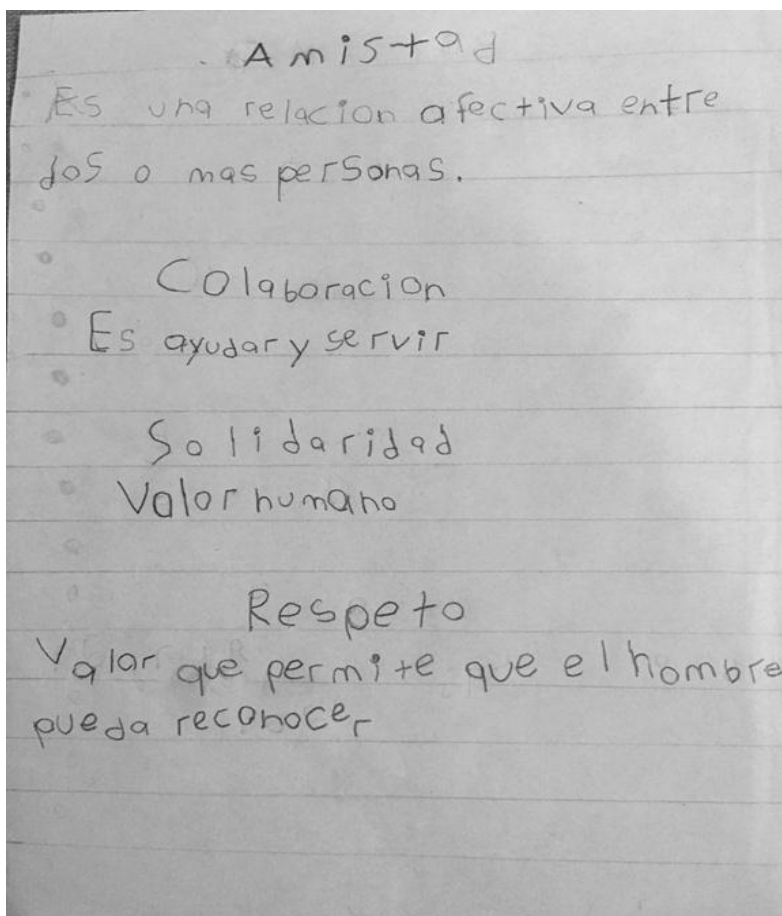 Amistad
Es una relacion afectiva entre
dos o mas personas.
Colaboracion
Es ayudar y servir
Solidaridad
Valor humano
Respeto
Valor que permite que el hombre
pueda reconocer